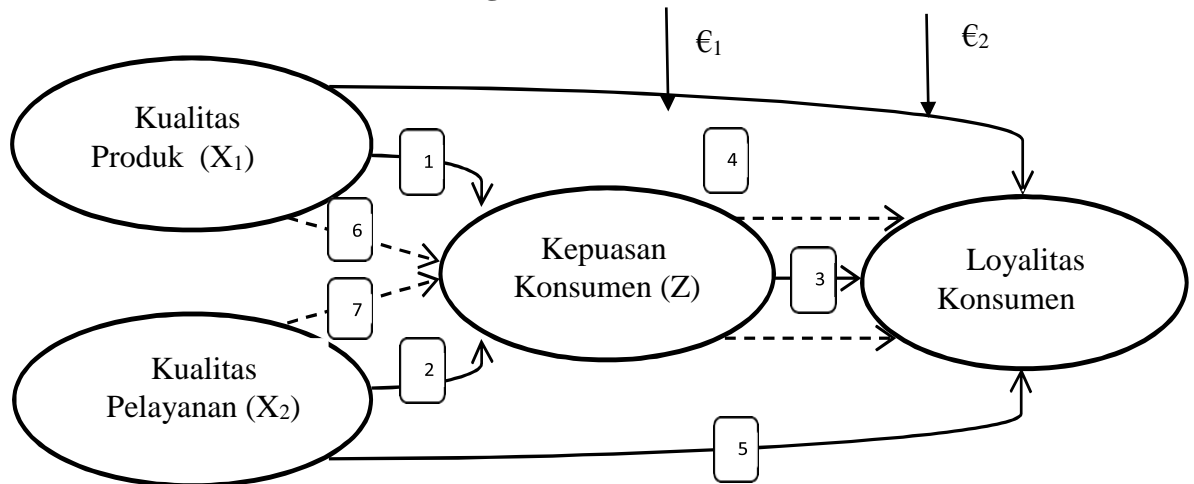 €1
€2
Kualitas
Produk (X1)
1
4
6
Kepuasan
Konsumen (Z)
3
Loyalitas
Konsumen
7
Kualitas
Pelayanan (X2)
2
5